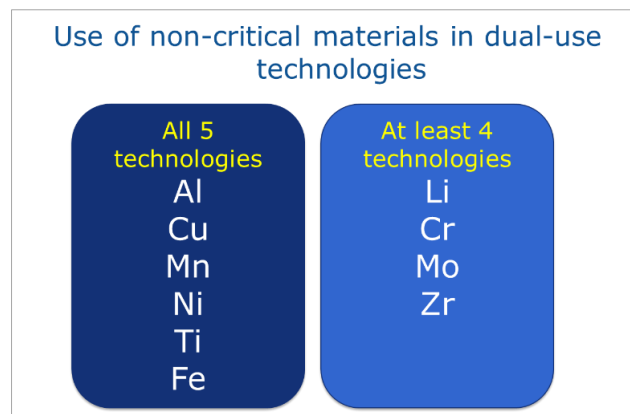 Use of non-critical materials in dual-use
technologies
All 5
technologies
Al
Cu
Mn
Ni
Ti
Fe
At least 4
technologies
Li
Cr
Mo
Zr